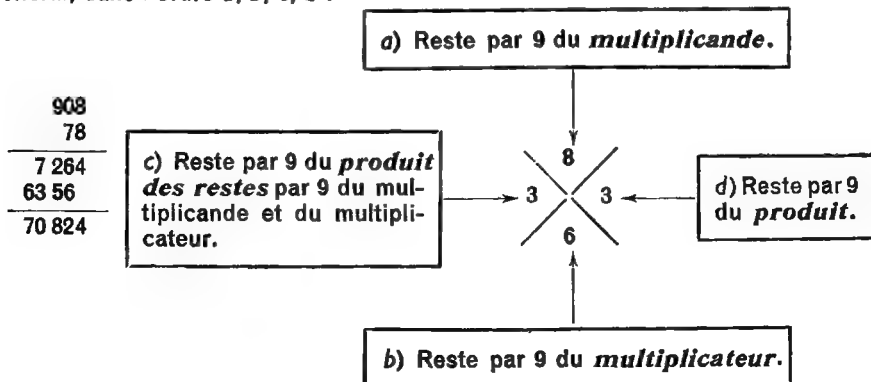 a) Reste par 9 du multiplicande.
908
78
7 264
63 56
70 824
c) Reste par 9 du produit
des restes par 9 du mul-
tiplicande et du multipli-
cateur.
8
3 3
6
d) Reste par 9
du produit.
b) Reste par 9 du multiplicateur.